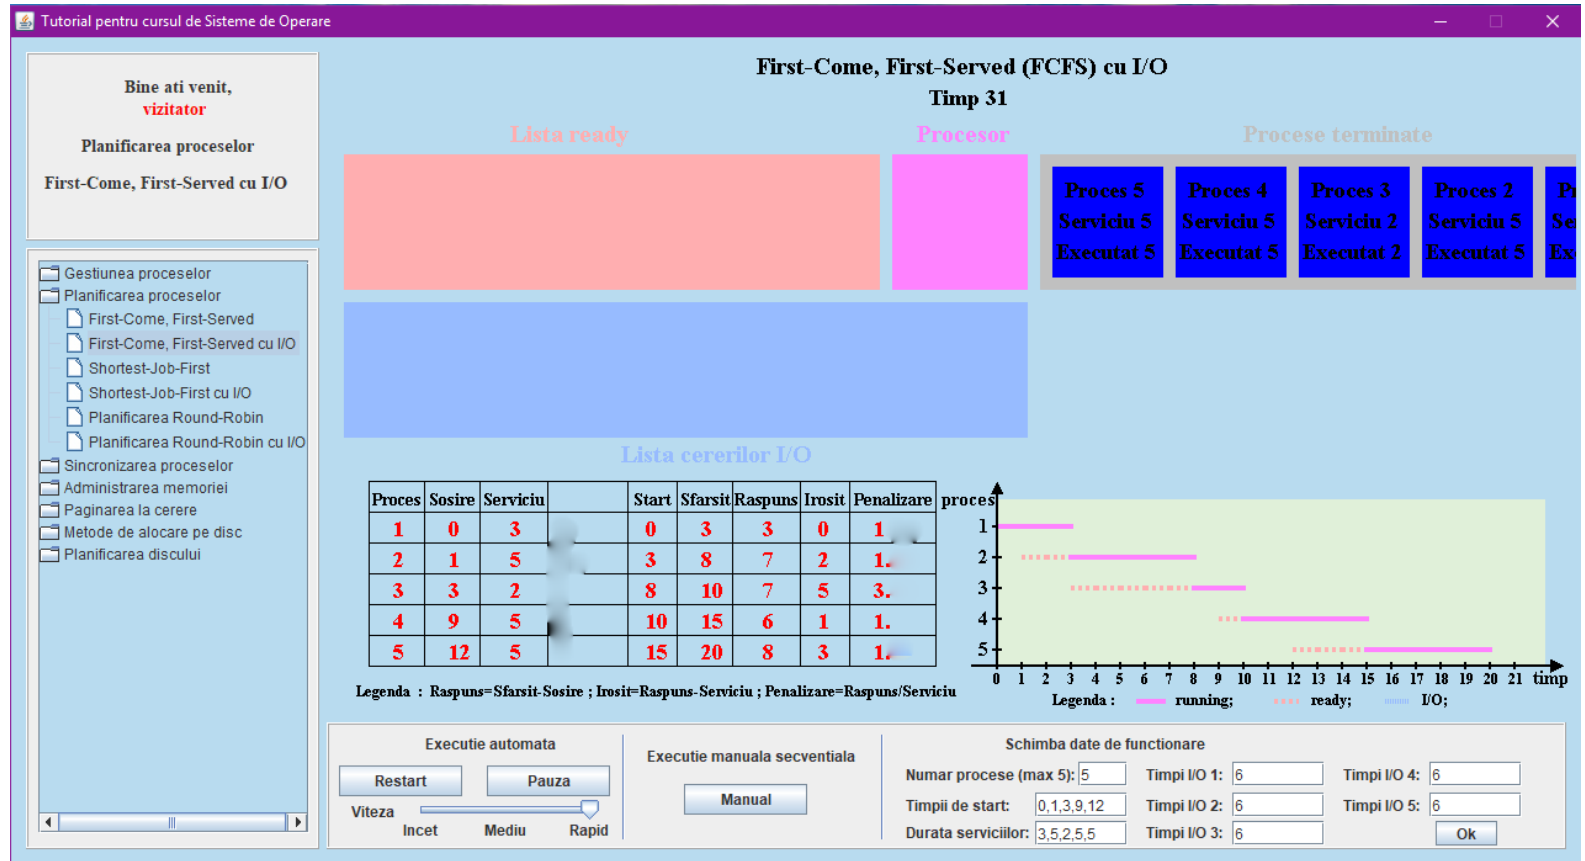 Tutorial pentru cursul de Sisteme de Operare
Bine ati venit,
vizitator
Planificarea proceselor
First-Come, First-Served cu I/O
Gestiunea proceselor
Planificarea proceselor
First-Come, First-Served
First-Come, First-Served cu I/O
Shortest-Job-First
Shortest-Job-First cu I/O
Planificarea Round-Robin
Planificarea Round-Robin cu I/O
Sincronizarea proceselor
Administrarea memoriei
Paginarea la cerere
Metode de alocare pe disc
Planificarea discului
First-Come, First-Served (FCFS) cu I/O
Timp 31
Lista ready
Procesor
Procese terminate
Proces 5 Proces 4 Proces 3 Proces 2
Serviciu 5 Serviciu 5 Serviciu 2 Serviciu 5
Executat 5 Executat 5 Executat 2 Executat 5
Lista cererilor I/O
Proces Sosire Serviciu Start Sfarsit Raspuns Irosit Penalizare
1 0 3 0 3 3 0 1
2 1 5 3 8 7 2 1.
3 3 2 8 10 7 5 3.
4 9 5 10 15 6 1 1.
5 12 5 15 20 8 3 1.
Legenda : Raspuns=Sfarsit-Sosire ; Irosit=Raspuns-Serviciu ; Penalizare=Raspuns/Serviciu
proces
1
2
3
4
5
0 1 2 3 4 5 6 7 8 9 10 11 12 13 14 15 16 17 18 19 20 21 timp
Legenda : running; ready; I/O;
Executie automata
Restart Pauza
Viteza
Incet Mediu Rapid
Executie manuala secventiala
Manual
Schimba date de functionare
Numar procese (max 5): 5 Timpi I/O 1: 6 Timpi I/O 4: 6
Timpii de start: 0,1,3,9,12 Timpi I/O 2: 6 Timpi I/O 5: 6
Durata serviciilor: 3,5,2,5,5 Timpi I/O 3: 6 Ok